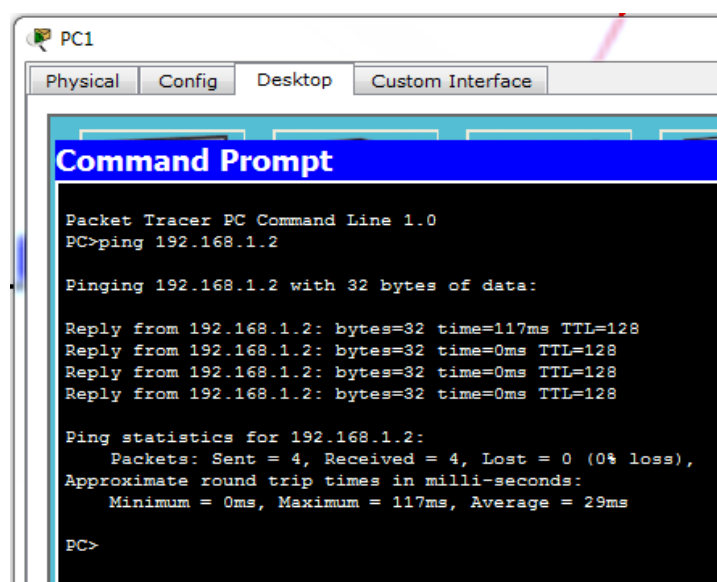 PC1
Physical Config Desktop Custom Interface
Command Prompt
Packet Tracer PC Command Line 1.0
PC>ping 192.168.1.2
Pinging 192.168.1.2 with 32 bytes of data:
Reply from 192.168.1.2: bytes=32 time=117ms TTL=128
Reply from 192.168.1.2: bytes=32 time=0ms TTL=128
Reply from 192.168.1.2: bytes=32 time=0ms TTL=128
Reply from 192.168.1.2: bytes=32 time=0ms TTL=128
Ping statistics for 192.168.1.2:
Packets: Sent = 4, Received = 4, Lost = 0 (0% loss),
Approximate round trip times in milli-seconds:
Minimum = 0ms, Maximum = 117ms, Average = 29ms
PC>